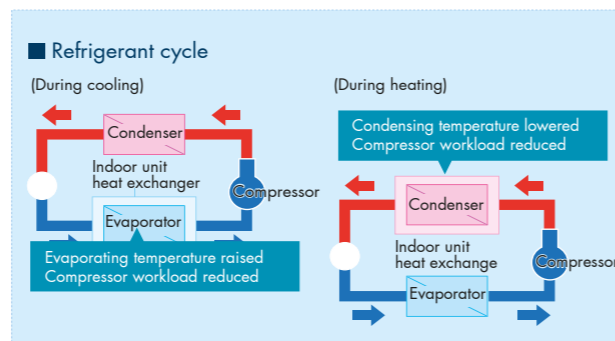 Refrigerant cycle
(During cooling)
Condenser
Indoor unit
heat exchanger
Compressor
Evaporator
Evaporating temperature raised
Compressor workload reduced
(During heating)
Condensing temperature lowered
Compressor workload reduced
Condenser
Indoor unit
heat exchange
Compressor
Evaporator